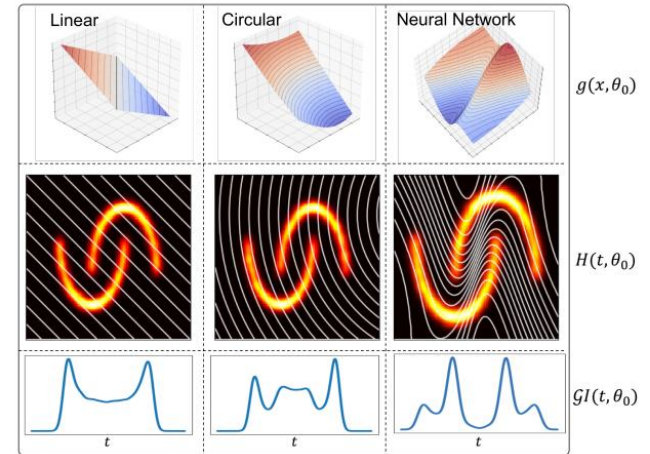 Linear
Circular
Neural Network
g(x, θ₀)
H(t, θ₀)
𝒢I(t, θ₀)
t
t
t